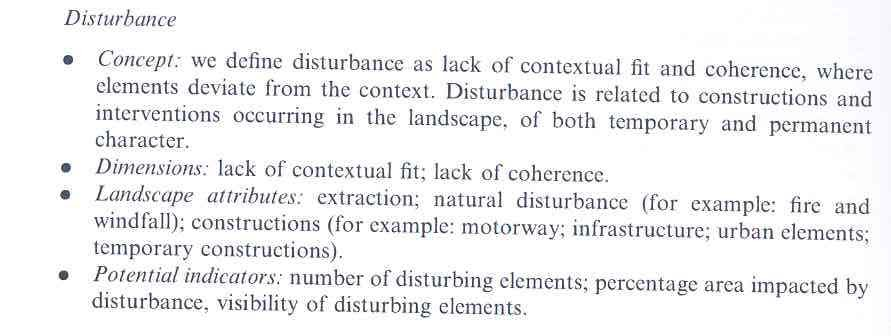 Disturbance
● Concept: we define disturbance as lack of contextual fit and coherence, where
elements deviate from the context. Disturbance is related to constructions and
interventions occurring in the landscape, of both temporary and permanent
character.
● Dimensions: lack of contextual fit; lack of coherence.
● Landscape attributes: extraction; natural disturbance (for example: fire and
windfall); constructions (for example: motorway; infrastructure; urban elements;
temporary constructions).
● Potential indicators: number of disturbing elements; percentage area impacted by
disturbance, visibility of disturbing elements.